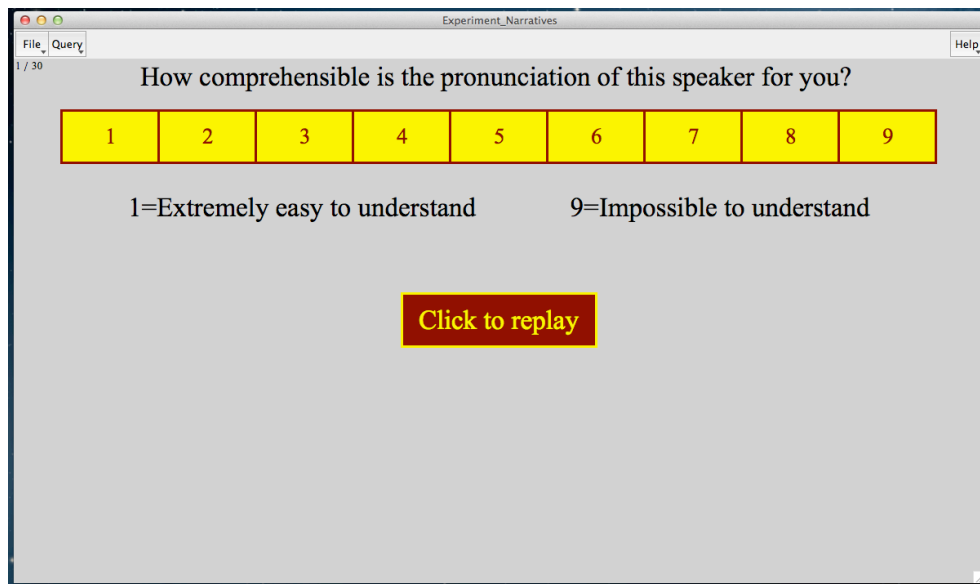 Experiment_Narratives
File Query Help
1 / 30
How comprehensible is the pronunciation of this speaker for you?
1 2 3 4 5 6 7 8 9
1=Extremely easy to understand 9=Impossible to understand
Click to replay